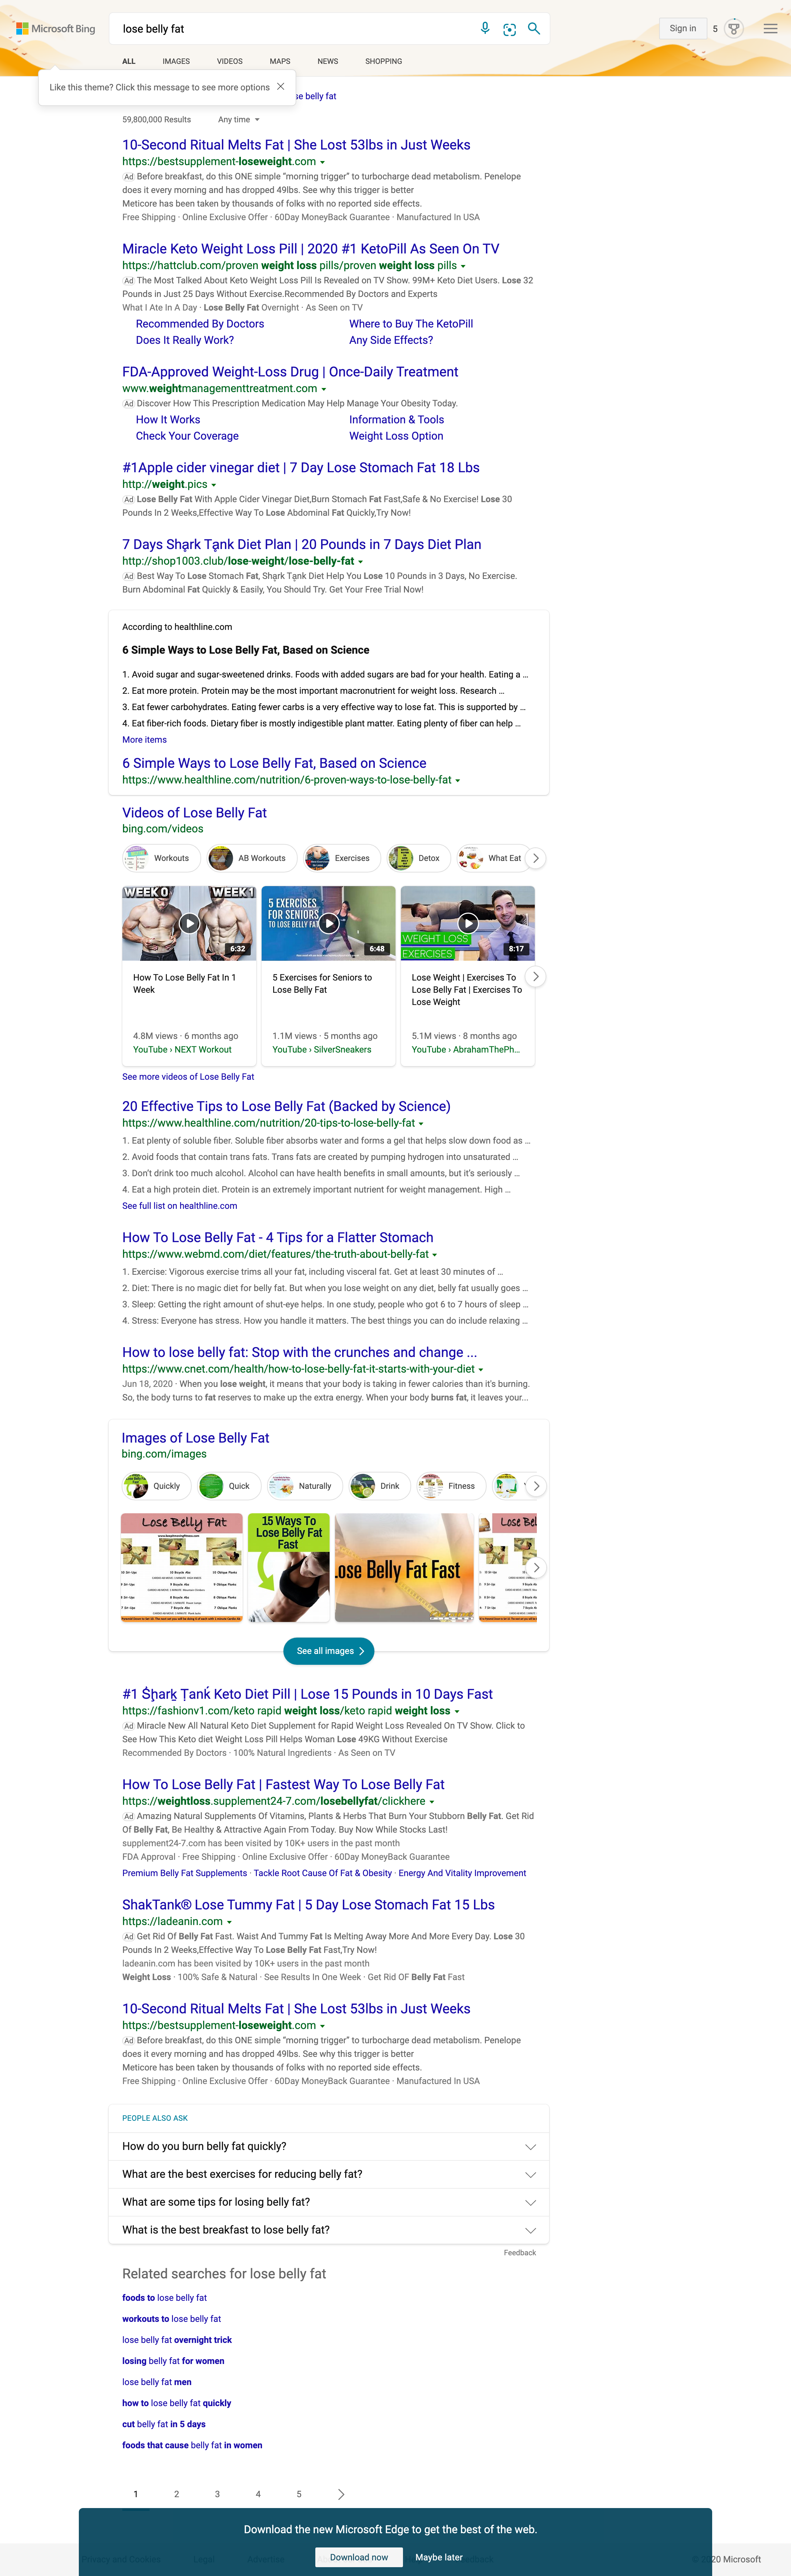 Microsoft Bing
lose belly fat
Sign in
5
ALL
IMAGES
VIDEOS
MAPS
NEWS
SHOPPING
Like this theme? Click this message to see more options
se belly fat
59,800,000 Results
Any time
10-Second Ritual Melts Fat | She Lost 53lbs in Just Weeks
https://bestsupplement-loseweight.com
Ad Before breakfast, do this ONE simple “morning trigger” to turbocharge dead metabolism. Penelope
does it every morning and has dropped 49lbs. See why this trigger is better
Meticore has been taken by thousands of folks with no reported side effects.
Free Shipping · Online Exclusive Offer · 60Day MoneyBack Guarantee · Manufactured In USA
Miracle Keto Weight Loss Pill | 2020 #1 KetoPill As Seen On TV
https://hattclub.com/proven weight loss pills/proven weight loss pills
Ad The Most Talked About Keto Weight Loss Pill Is Revealed on TV Show. 99M+ Keto Diet Users. Lose 32
Pounds in Just 25 Days Without Exercise.Recommended By Doctors and Experts
What I Ate In A Day · Lose Belly Fat Overnight · As Seen on TV
Recommended By Doctors
Where to Buy The KetoPill
Does It Really Work?
Any Side Effects?
FDA-Approved Weight-Loss Drug | Once-Daily Treatment
www.weightmanagementtreatment.com
Ad Discover How This Prescription Medication May Help Manage Your Obesity Today.
How It Works
Information & Tools
Check Your Coverage
Weight Loss Option
#1Apple cider vinegar diet | 7 Day Lose Stomach Fat 18 Lbs
http://weight.pics
Ad Lose Belly Fat With Apple Cider Vinegar Diet,Burn Stomach Fat Fast,Safe & No Exercise! Lose 30
Pounds In 2 Weeks,Effective Way To Lose Abdominal Fat Quickly,Try Now!
7 Days Shąrk Tąnk Diet Plan | 20 Pounds in 7 Days Diet Plan
http://shop1003.club/lose-weight/lose-belly-fat
Ad Best Way To Lose Stomach Fat, Shąrk Tąnk Diet Help You Lose 10 Pounds in 3 Days, No Exercise.
Burn Abdominal Fat Quickly & Easily, You Should Try. Get Your Free Trial Now!
According to healthline.com
6 Simple Ways to Lose Belly Fat, Based on Science
1. Avoid sugar and sugar-sweetened drinks. Foods with added sugars are bad for your health. Eating a ...
2. Eat more protein. Protein may be the most important macronutrient for weight loss. Research ...
3. Eat fewer carbohydrates. Eating fewer carbs is a very effective way to lose fat. This is supported by ...
4. Eat fiber-rich foods. Dietary fiber is mostly indigestible plant matter. Eating plenty of fiber can help ...
More items
6 Simple Ways to Lose Belly Fat, Based on Science
https://www.healthline.com/nutrition/6-proven-ways-to-lose-belly-fat
Videos of Lose Belly Fat
bing.com/videos
Workouts
AB Workouts
Exercises
Detox
What Eat
WEEK 0
WEEK 1
6:32
5 EXERCISES
FOR SENIORS
TO LOSE BELLY FAT
6:48
WEIGHT LOSS
EXERCISES
8:17
How To Lose Belly Fat In 1
Week
4.8M views · 6 months ago
YouTube › NEXT Workout
5 Exercises for Seniors to
Lose Belly Fat
1.1M views · 5 months ago
YouTube › SilverSneakers
Lose Weight | Exercises To
Lose Belly Fat | Exercises To
Lose Weight
5.1M views · 8 months ago
YouTube › AbrahamThePh...
See more videos of Lose Belly Fat
20 Effective Tips to Lose Belly Fat (Backed by Science)
https://www.healthline.com/nutrition/20-tips-to-lose-belly-fat
1. Eat plenty of soluble fiber. Soluble fiber absorbs water and forms a gel that helps slow down food as ...
2. Avoid foods that contain trans fats. Trans fats are created by pumping hydrogen into unsaturated ...
3. Don’t drink too much alcohol. Alcohol can have health benefits in small amounts, but it’s seriously ...
4. Eat a high protein diet. Protein is an extremely important nutrient for weight management. High ...
See full list on healthline.com
How To Lose Belly Fat - 4 Tips for a Flatter Stomach
https://www.webmd.com/diet/features/the-truth-about-belly-fat
1. Exercise: Vigorous exercise trims all your fat, including visceral fat. Get at least 30 minutes of ...
2. Diet: There is no magic diet for belly fat. But when you lose weight on any diet, belly fat usually goes ...
3. Sleep: Getting the right amount of shut-eye helps. In one study, people who got 6 to 7 hours of sleep ...
4. Stress: Everyone has stress. How you handle it matters. The best things you can do include relaxing ...
How to lose belly fat: Stop with the crunches and change ...
https://www.cnet.com/health/how-to-lose-belly-fat-it-starts-with-your-diet
Jun 18, 2020 · When you lose weight, it means that your body is taking in fewer calories than it’s burning.
So, the body turns to fat reserves to make up the extra energy. When your body burns fat, it leaves your...
Images of Lose Belly Fat
bing.com/images
Quickly
Quick
Naturally
Drink
Fitness
Lose Belly Fat
15 Ways To
Lose Belly Fat
Fast
ose Belly Fat Fast
Lose Bel
See all images
#1 Śḩarḵ Ṭanḱ Keto Diet Pill | Lose 15 Pounds in 10 Days Fast
https://fashionv1.com/keto rapid weight loss/keto rapid weight loss
Ad Miracle New All Natural Keto Diet Supplement for Rapid Weight Loss Revealed On TV Show. Click to
See How This Keto diet Weight Loss Pill Helps Woman Lose 49KG Without Exercise
Recommended By Doctors · 100% Natural Ingredients · As Seen on TV
How To Lose Belly Fat | Fastest Way To Lose Belly Fat
https://weightloss.supplement24-7.com/losebellyfat/clickhere
Ad Amazing Natural Supplements Of Vitamins, Plants & Herbs That Burn Your Stubborn Belly Fat. Get Rid
Of Belly Fat, Be Healthy & Attractive Again From Today. Buy Now While Stocks Last!
supplement24-7.com has been visited by 10K+ users in the past month
FDA Approval · Free Shipping · Online Exclusive Offer · 60Day MoneyBack Guarantee
Premium Belly Fat Supplements · Tackle Root Cause Of Fat & Obesity · Energy And Vitality Improvement
ShakTank® Lose Tummy Fat | 5 Day Lose Stomach Fat 15 Lbs
https://ladeanin.com
Ad Get Rid Of Belly Fat Fast. Waist And Tummy Fat Is Melting Away More And More Every Day. Lose 30
Pounds In 2 Weeks,Effective Way To Lose Belly Fat Fast,Try Now!
ladeanin.com has been visited by 10K+ users in the past month
Weight Loss · 100% Safe & Natural · See Results In One Week · Get Rid OF Belly Fat Fast
10-Second Ritual Melts Fat | She Lost 53lbs in Just Weeks
https://bestsupplement-loseweight.com
Ad Before breakfast, do this ONE simple “morning trigger” to turbocharge dead metabolism. Penelope
does it every morning and has dropped 49lbs. See why this trigger is better
Meticore has been taken by thousands of folks with no reported side effects.
Free Shipping · Online Exclusive Offer · 60Day MoneyBack Guarantee · Manufactured In USA
PEOPLE ALSO ASK
How do you burn belly fat quickly?
What are the best exercises for reducing belly fat?
What are some tips for losing belly fat?
What is the best breakfast to lose belly fat?
Feedback
Related searches for lose belly fat
foods to lose belly fat
workouts to lose belly fat
lose belly fat overnight trick
losing belly fat for women
lose belly fat men
how to lose belly fat quickly
cut belly fat in 5 days
foods that cause belly fat in women
1
2
3
4
5
Download the new Microsoft Edge to get the best of the web.
Download now
Maybe later
20 Microsoft